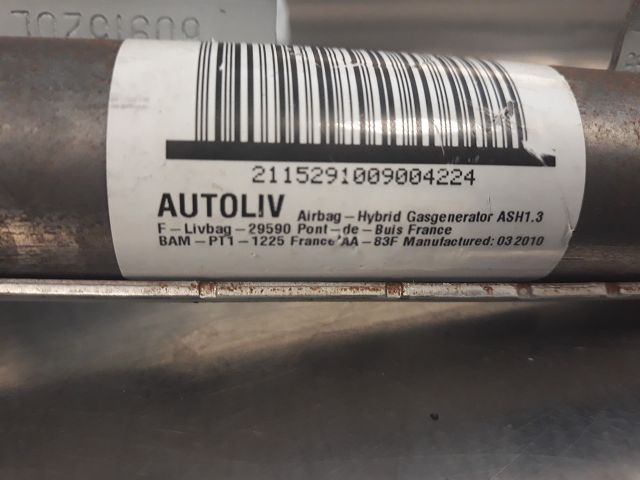 2115291009004224
AUTOLIV Airbag-Hybrid Gasgenerator ASH1.3
F-Livbag-29590 Pont-de-Buis France
BAM-PT1-1225 France AA-83F Manufactured: 03 2010